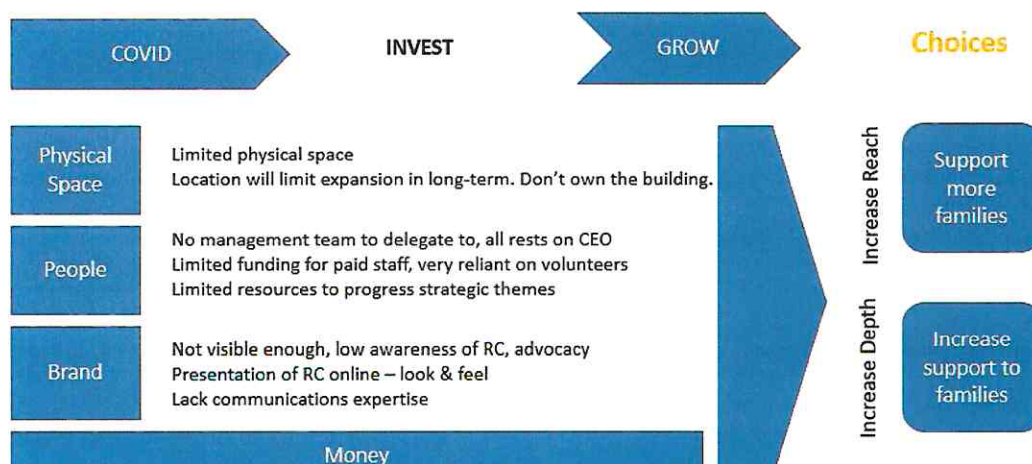 COVID
INVEST
GROW
Choices
Physical
Space
Limited physical space
Location will limit expansion in long-term. Don't own the building.
People
No management team to delegate to, all rests on CEO
Limited funding for paid staff, very reliant on volunteers
Limited resources to progress strategic themes
Brand
Not visible enough, low awareness of RC, advocacy
Presentation of RC online – look & feel
Lack communications expertise
Money
Increase Reach
Support
more
families
Increase Depth
Increase
support to
families